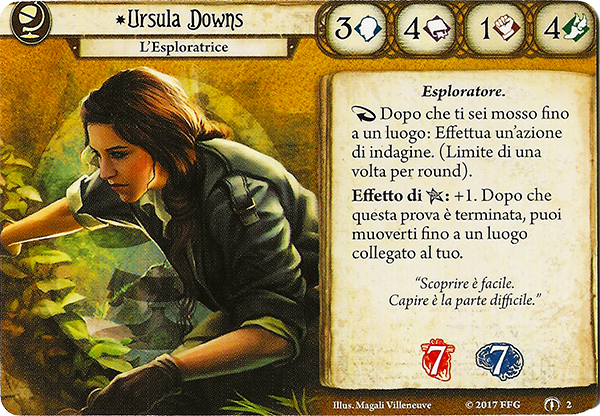 *Ursula Downs
L'Esploratrice
3 4 1 4
Esploratore.
Dopo che ti sei mosso fino
a un luogo: Effettua un'azione
di indagine. (Limite di una
volta per round).
Effetto di : +1. Dopo che
questa prova è terminata, puoi
muoverti fino a un luogo
collegato al tuo.
“Scoprire è facile.
Capire è la parte difficile.”
7 7
Illus. Magali Villeneuve © 2017 FFG 2